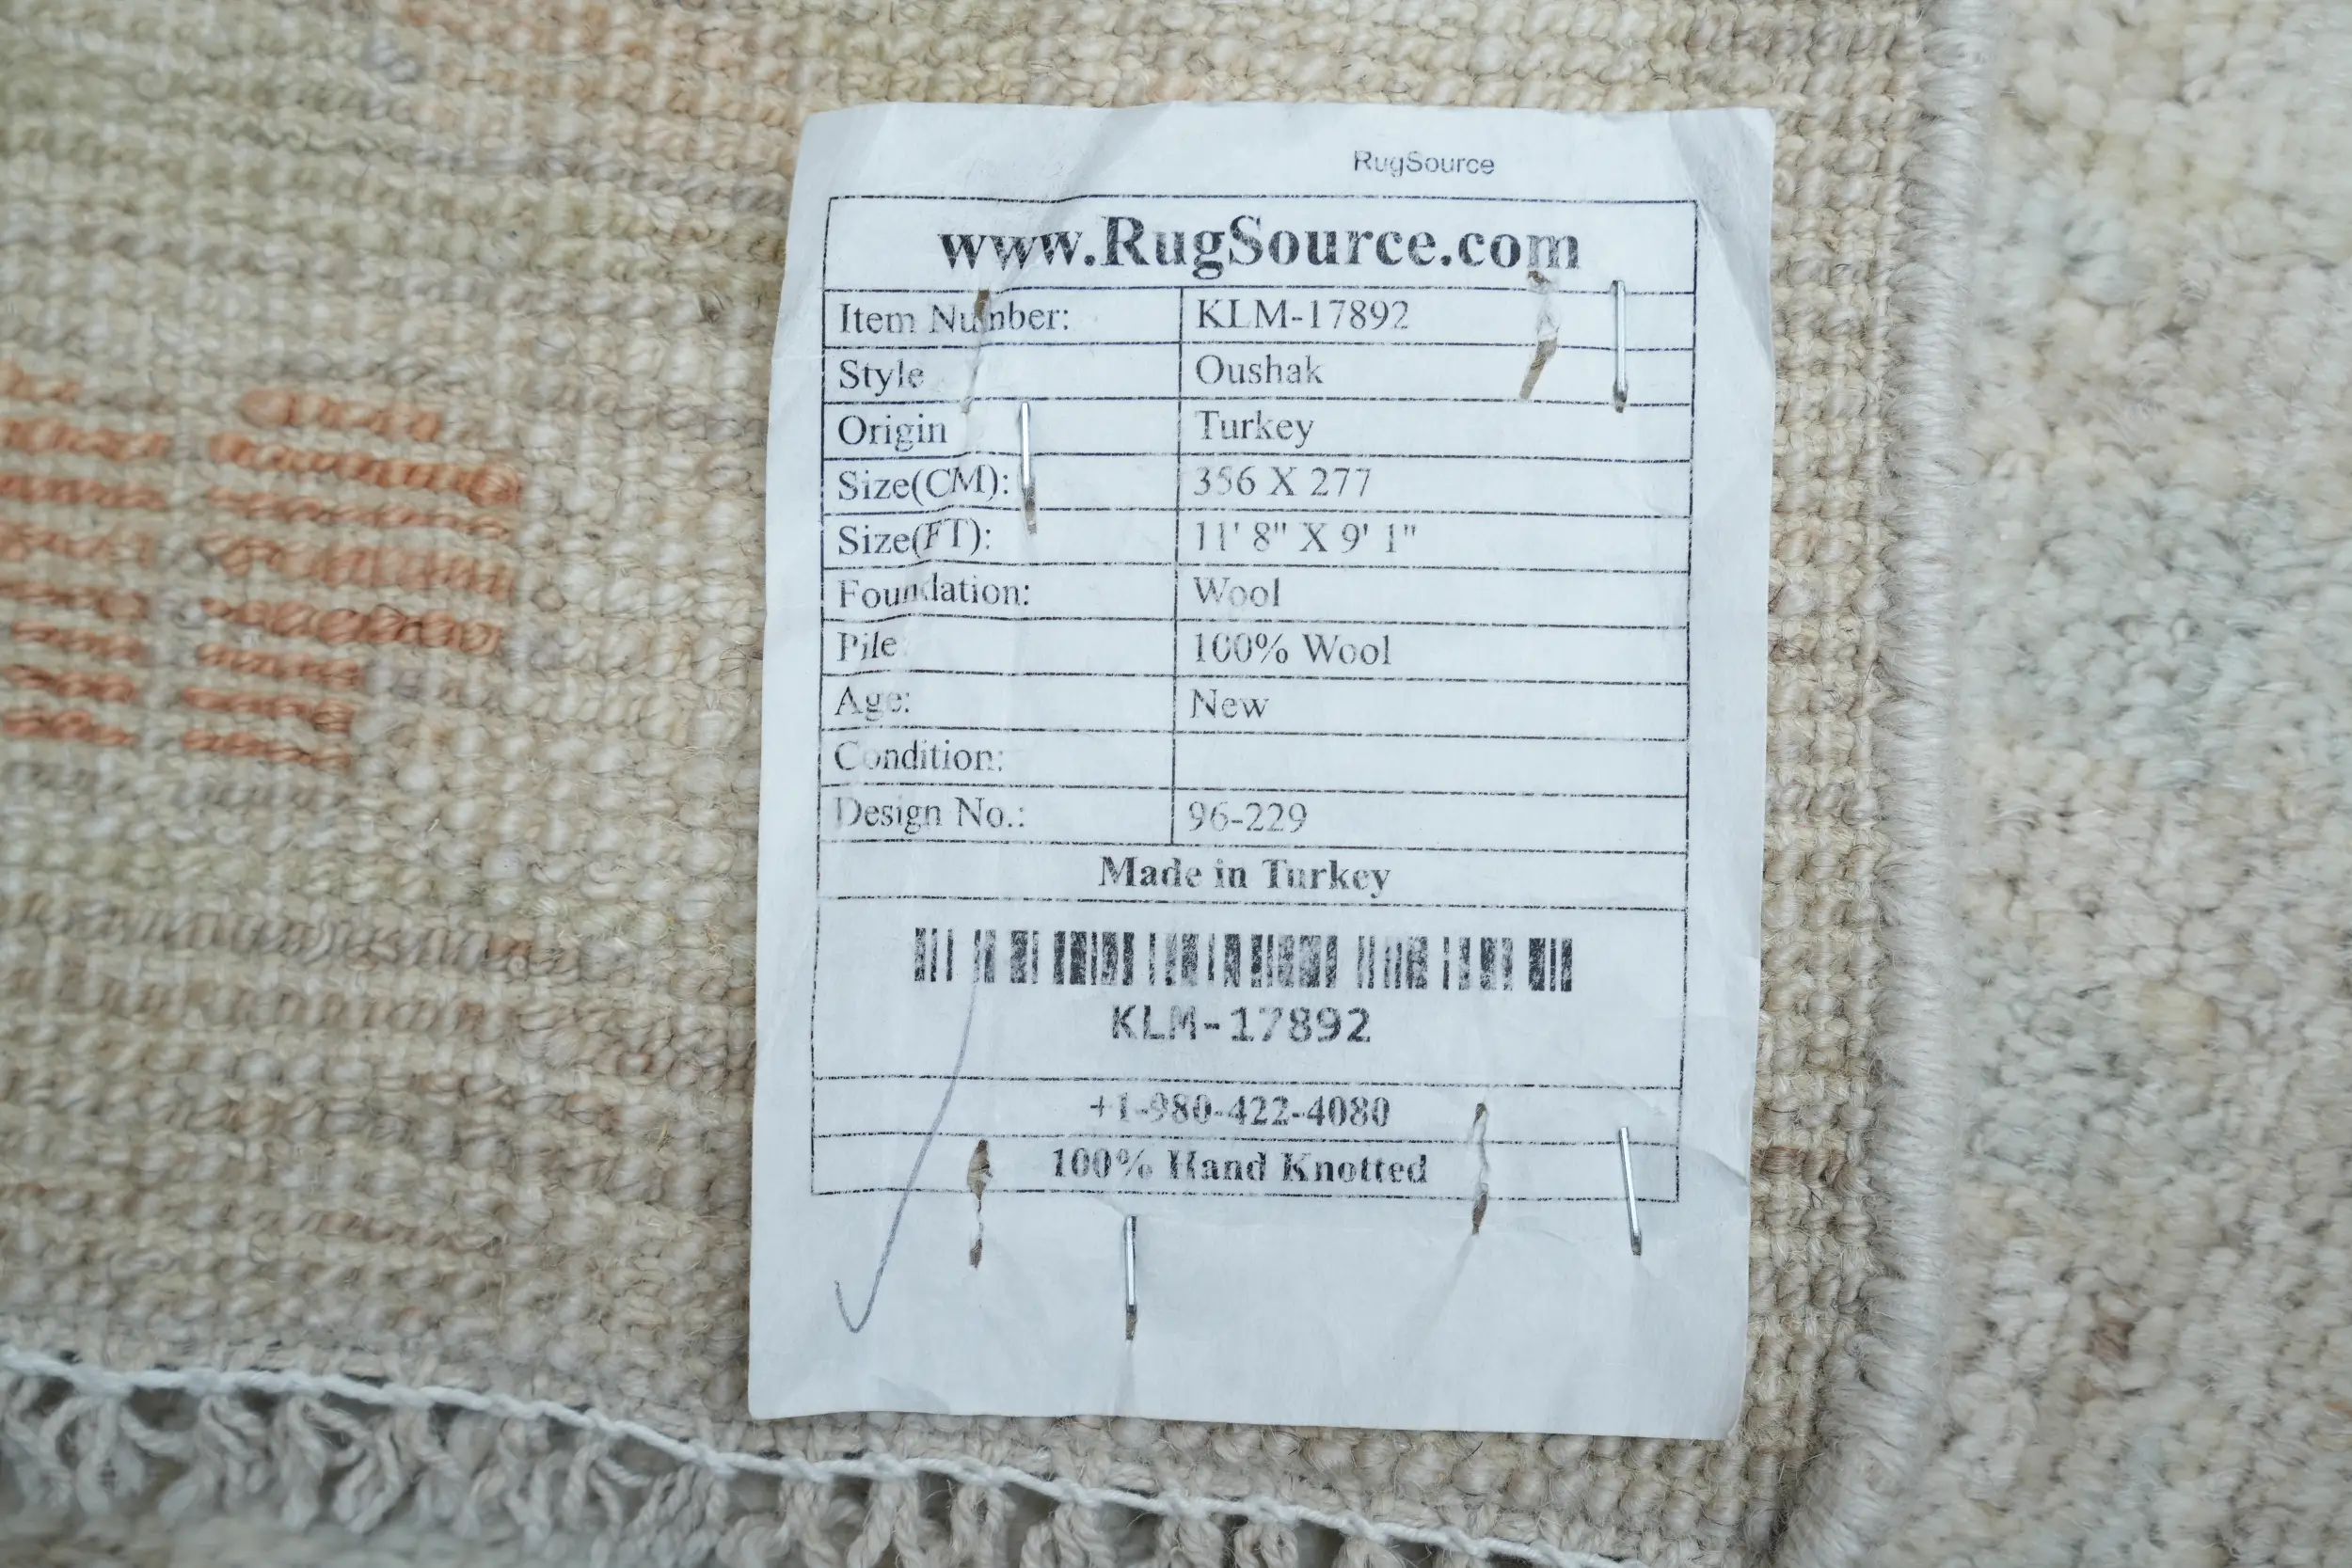 RugSource
www.RugSource.com
Item Number: KLM-17892
Style Oushak
Origin Turkey
Size(CM): 356 X 277
Size(FT): 11' 8" X 9' 1"
Foundation: Wool
Pile 100% Wool
Age: New
Condition:
Design No.: 96-229
Made in Turkey
KLM-17892
+1-980-422-4080
100% Hand Knotted